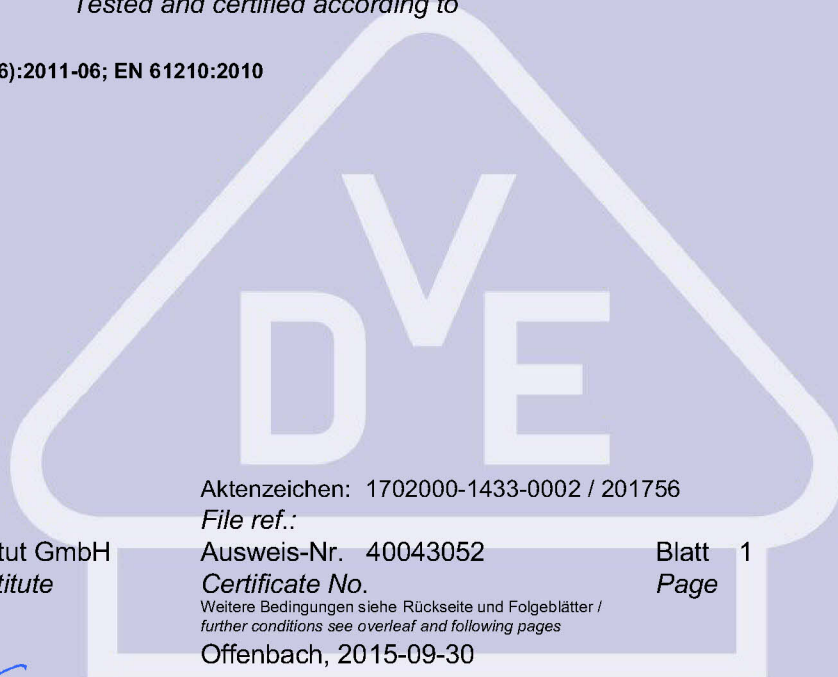 Tested and certified according to
6):2011-06; EN 61210:2010
VDE
Aktenzeichen: 1702000-1433-0002 / 201756
File ref.:
tut GmbH Ausweis-Nr. 40043052 Blatt 1
titute Certificate No. Page
Weitere Bedingungen siehe Rückseite und Folgeblätter /
further conditions see overleaf and following pages
Offenbach, 2015-09-30